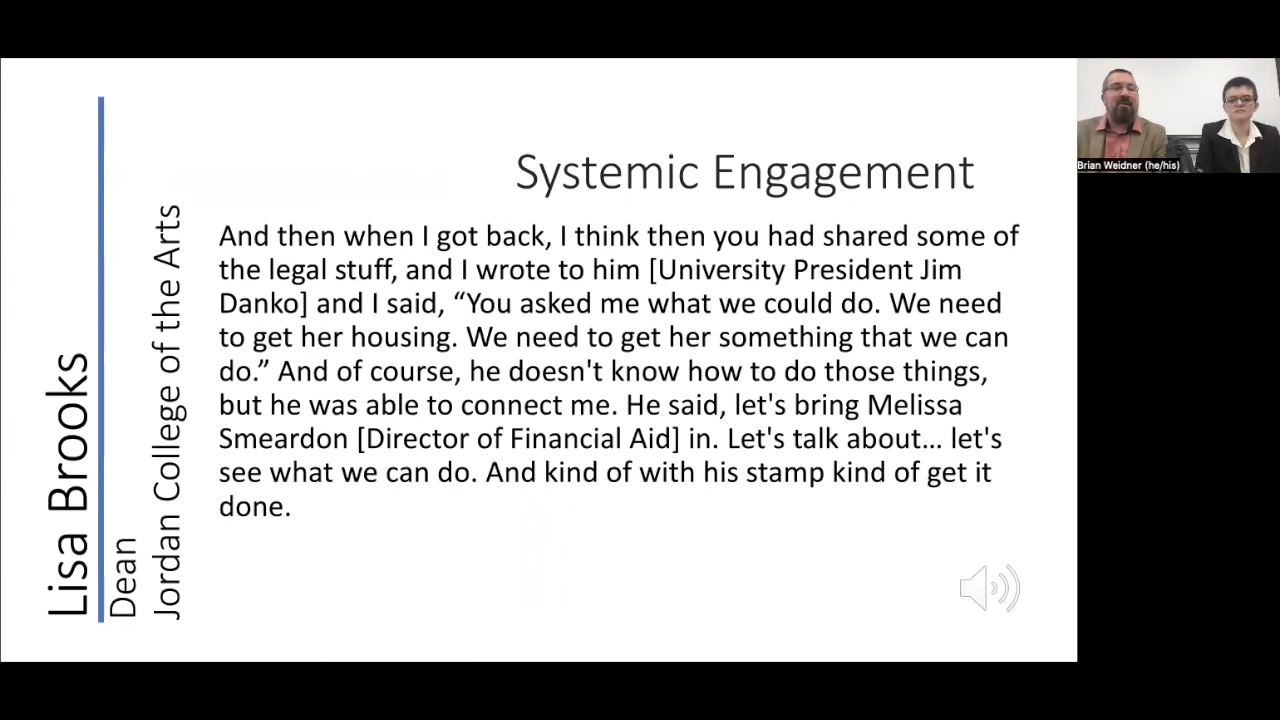 Systemic Engagement
And then when I got back, I think then you had shared some of
the legal stuff, and I wrote to him [University President Jim
Danko] and I said, “You asked me what we could do. We need
to get her housing. We need to get her something that we can
do.” And of course, he doesn't know how to do those things,
but he was able to connect me. He said, let's bring Melissa
Smeardon [Director of Financial Aid] in. Let's talk about… let's
see what we can do. And kind of with his stamp kind of get it
done.
Lisa Brooks
Dean
Jordan College of the Arts
Brian Weidner (he/his)